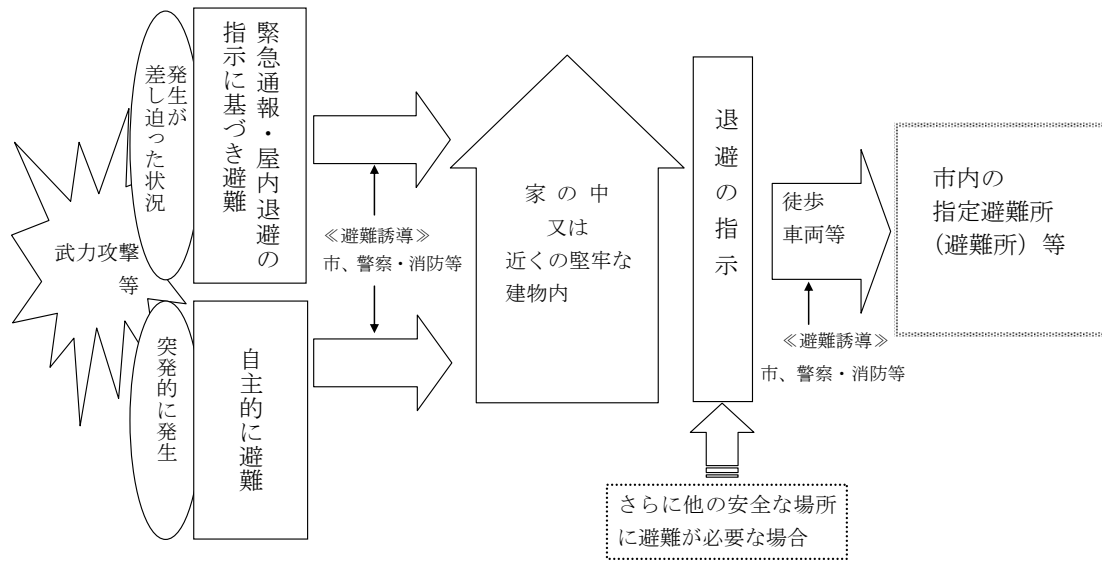 武力攻撃
等
発生が
差し迫った状況
緊急通報・屋内退避の
指示に基づき避難
突発的に発生
自主的に避難
≪避難誘導≫
市、警察・消防等
家の中
又は
近くの堅牢な
建物内
退避の指示
さらに他の安全な場所
に避難が必要な場合
徒歩
車両等
≪避難誘導≫
市、警察・消防等
市内の
指定避難所
（避難所）等